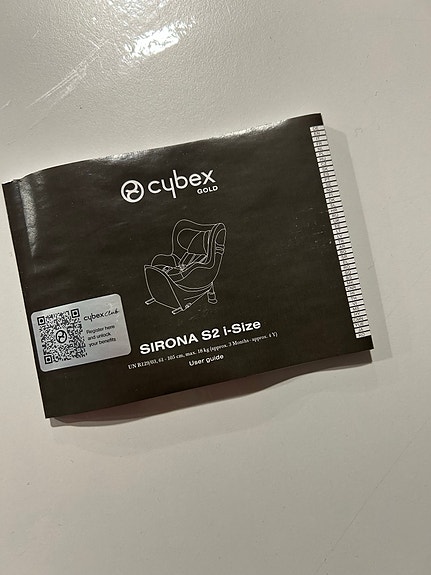 cybex
GOLD
cybex Club
Register here
and unlock
your benefits
SIRONA S2 i-Size
UN R129/03, 61 - 105 cm, max. 18 kg (approx. 3 Months - approx. 4 Y)
User guide